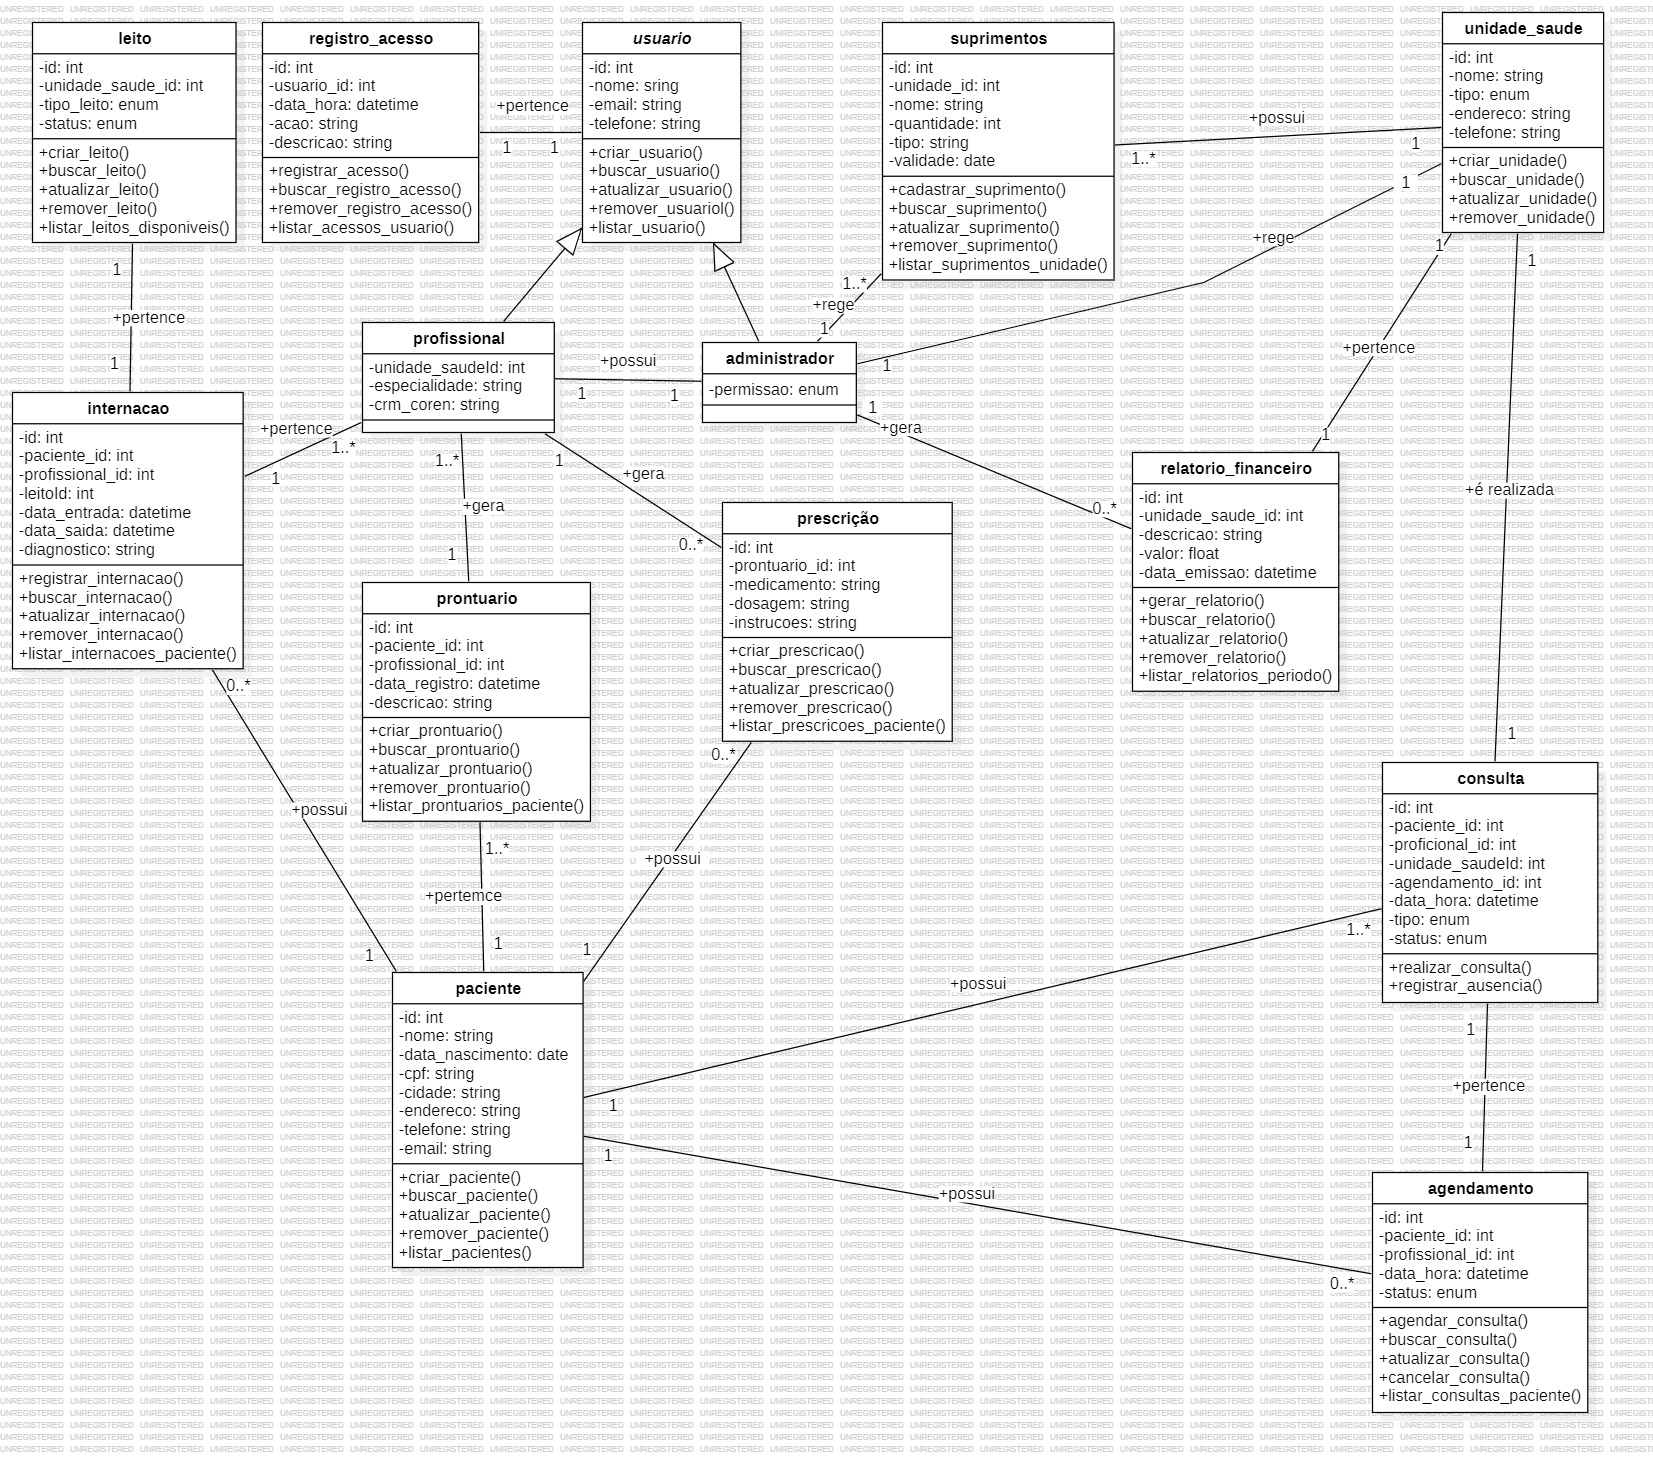 leito
-id: int
-unidade_saude_id: int
-tipo_leito: enum
-status: enum
+criar_leito()
+buscar_leito()
+atualizar_leito()
+remover_leito()
+listar_leitos_disponiveis()
registro_acesso
-id: int
-usuario_id: int
-data_hora: datetime
-acao: string
-descricao: string
+registrar_acesso()
+buscar_registro_acesso()
+remover_registro_acesso()
+listar_acessos_usuario()
+pertence
1
1
usuario
-id: int
-nome: sring
-email: string
-telefone: string
+criar_usuario()
+buscar_usuario()
+atualizar_usuario()
+remover_usuariol()
+listar_usuario()
suprimentos
-id: int
-unidade_id: int
-nome: string
-quantidade: int
-tipo: string
-validade: date
+cadastrar_suprimento()
+buscar_suprimento()
+atualizar_suprimento()
+remover_suprimento()
+listar_suprimentos_unidade()
+possui
1..*
1
unidade_saude
-id: int
-nome: string
-tipo: enum
-endereco: string
-telefone: string
+criar_unidade()
+buscar_unidade()
+atualizar_unidade()
+remover_unidade()
1
+rege
1
1..*
+rege
1
1
+pertence
1
1
+é realizada
1
1
+pertence
1
profissional
-unidade_saudeId: int
-especialidade: string
-crm_coren: string
+possui
1
1
administrador
-permissao: enum
1
+gera
0..*
internacao
-id: int
-paciente_id: int
-profissional_id: int
-leitoId: int
-data_entrada: datetime
-data_saida: datetime
-diagnostico: string
+registrar_internacao()
+buscar_internacao()
+atualizar_internacao()
+remover_internacao()
+listar_internacoes_paciente()
+pertence
1..*
1
1..*
+gera
1
1
+gera
0..*
relatorio_financeiro
-id: int
-unidade_saude_id: int
-descricao: string
-valor: float
-data_emissao: datetime
+gerar_relatorio()
+buscar_relatorio()
+atualizar_relatorio()
+remover_relatorio()
+listar_relatorios_periodo()
prescrição
-id: int
-prontuario_id: int
-medicamento: string
-dosagem: string
-instrucoes: string
+criar_prescricao()
+buscar_prescricao()
+atualizar_prescricao()
+remover_prescricao()
+listar_prescricoes_paciente()
prontuario
-id: int
-paciente_id: int
-profissional_id: int
-data_registro: datetime
-descricao: string
+criar_prontuario()
+buscar_prontuario()
+atualizar_prontuario()
+remover_prontuario()
+listar_prontuarios_paciente()
0..*
+possui
1
1..*
+pertemce
1
0..*
+possui
1
consulta
-id: int
-paciente_id: int
-proficional_id: int
-unidade_saudeId: int
-agendamento_id: int
-data_hora: datetime
-tipo: enum
-status: enum
+realizar_consulta()
+registrar_ausencia()
paciente
-id: int
-nome: string
-data_nascimento: date
-cpf: string
-cidade: string
-endereco: string
-telefone: string
-email: string
+criar_paciente()
+buscar_paciente()
+atualizar_paciente()
+remover_paciente()
+listar_pacientes()
1..*
+possui
1
1
+possui
0..*
1
+pertence
1
agendamento
-id: int
-paciente_id: int
-profissional_id: int
-data_hora: datetime
-status: enum
+agendar_consulta()
+buscar_consulta()
+atualizar_consulta()
+cancelar_consulta()
+listar_consultas_paciente()
UNREGISTERED